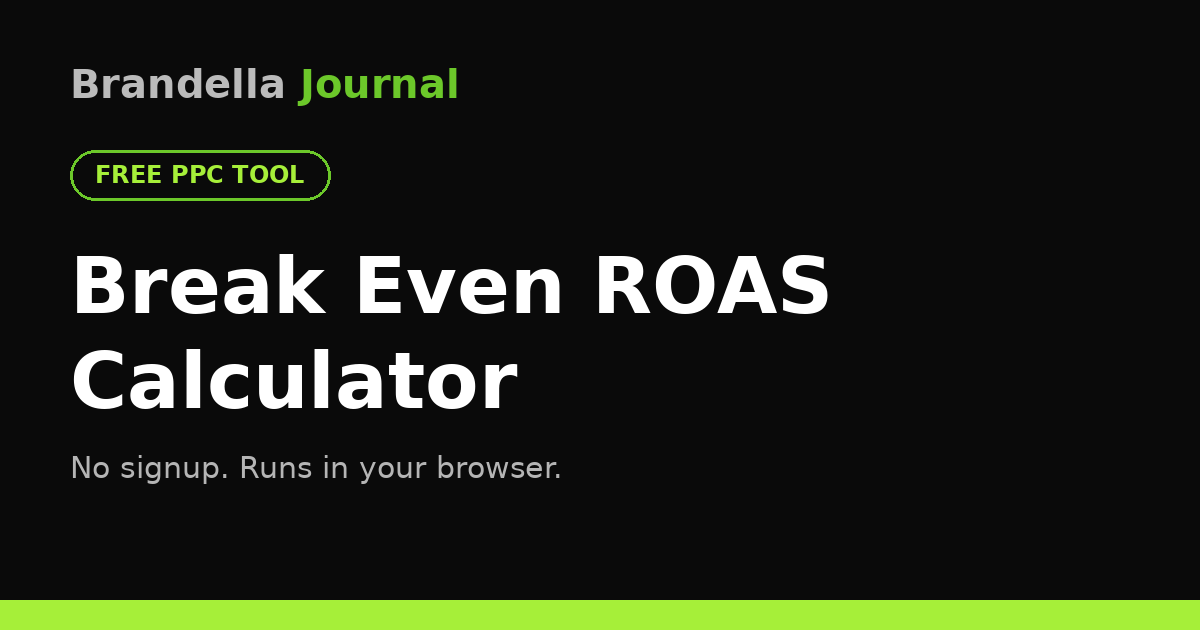 Brandella Journal
FREE PPC TOOL
Break Even ROAS
Calculator
No signup. Runs in your browser.